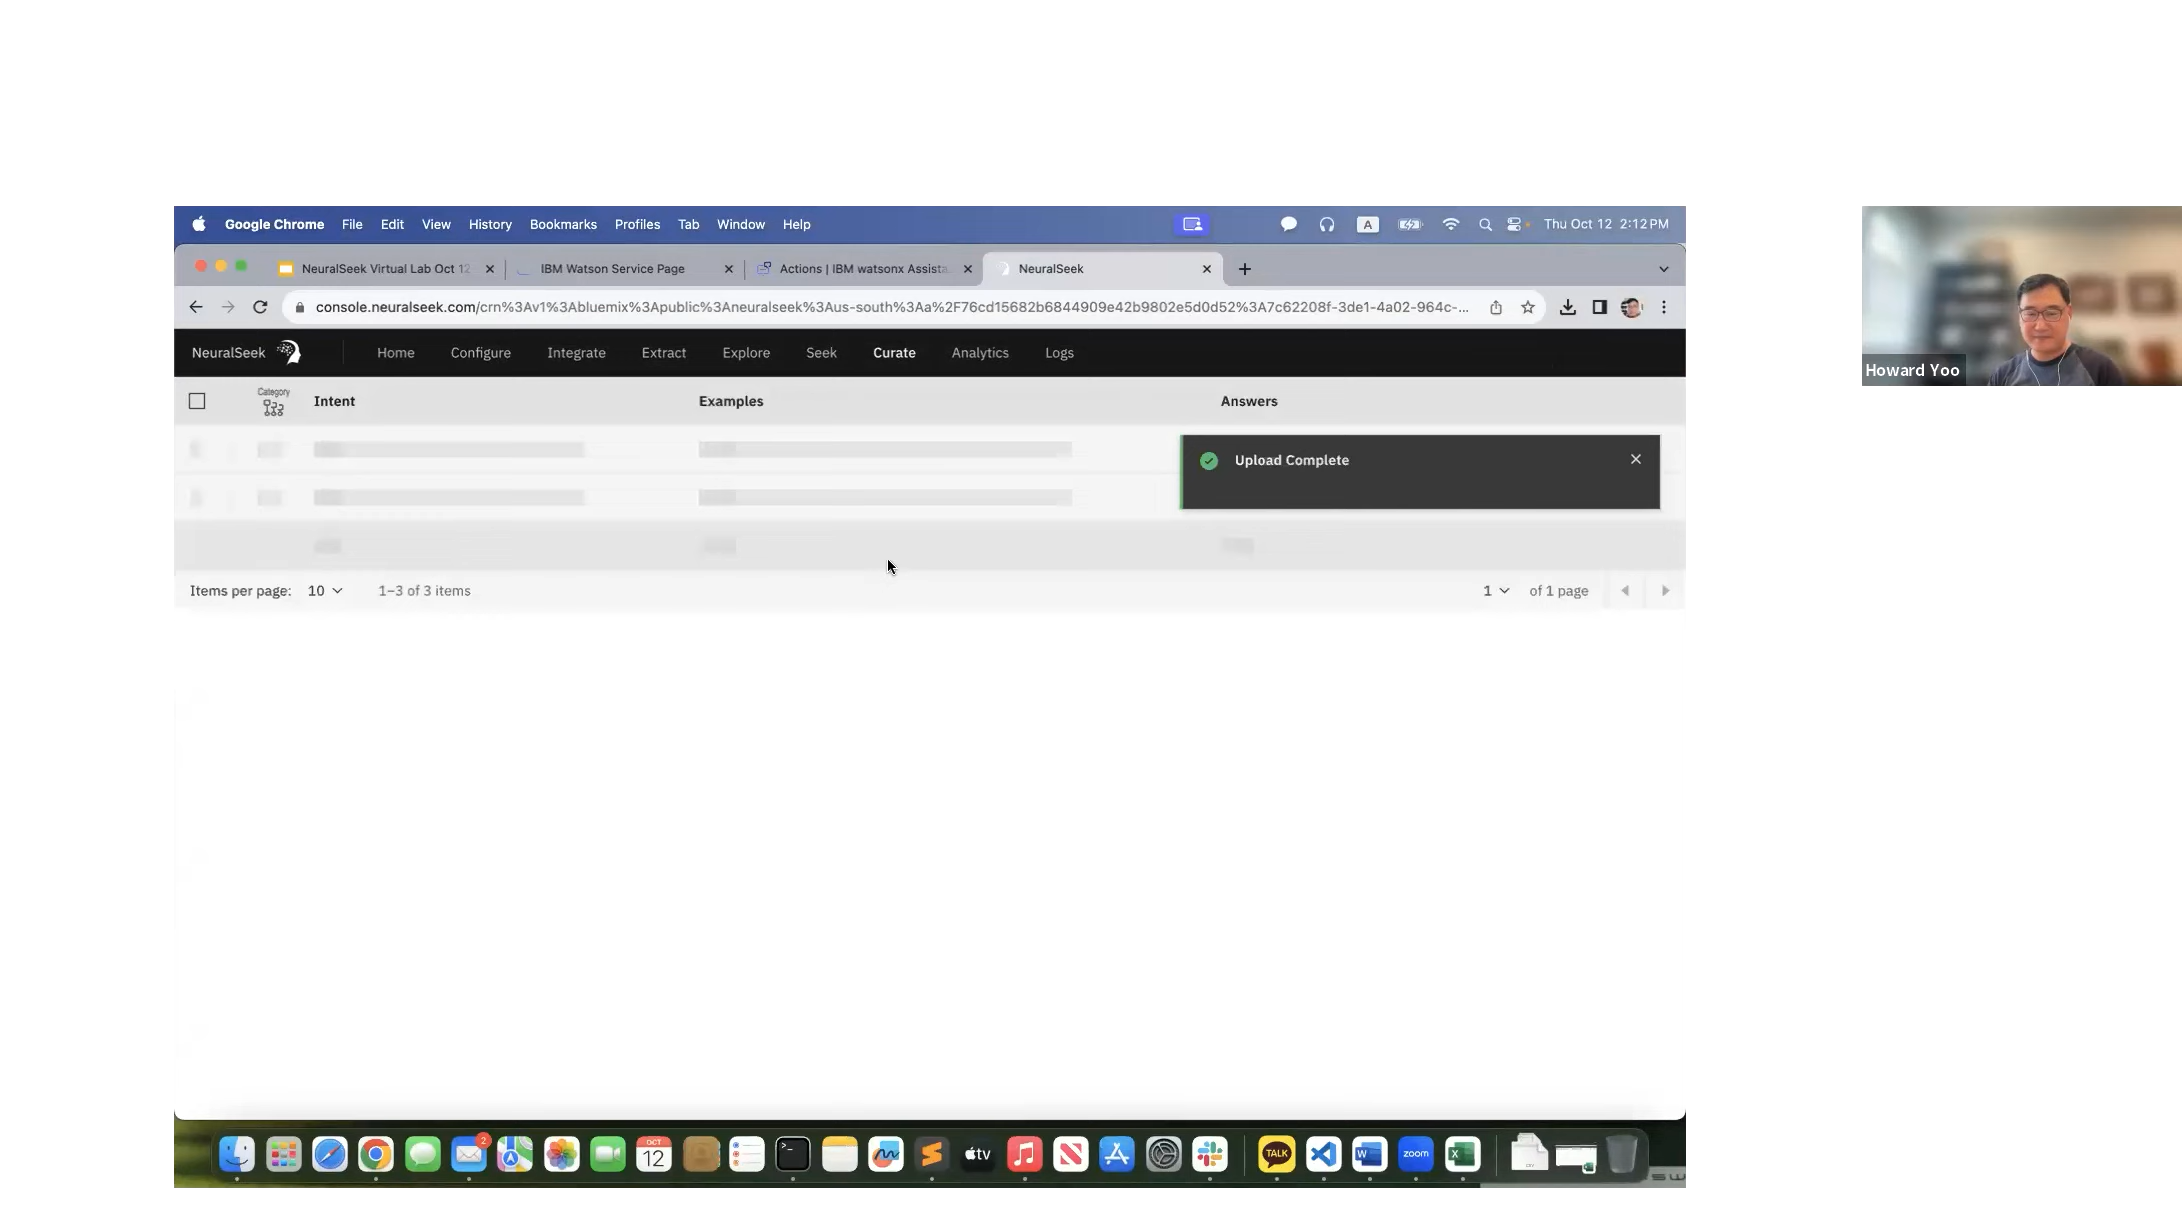 Google Chrome File Edit View History Bookmarks Profiles Tab Window Help A Thu Oct 12 2:12 PM
NeuralSeek Virtual Lab Oct 12 IBM Watson Service Page Actions | IBM watsonx Assista NeuralSeek
console.neuralseek.com/crn%3Av1%3Abluemix%3Apublic%3Aneuralseek%3Aus-south%3Aa%2F76cd15682b6844909e42b9802e5d0d52%3A7c62208f-3de1-4a02-964c-...
NeuralSeek Home Configure Integrate Extract Explore Seek Curate Analytics Logs
Howard Yoo
Category
Intent Examples Answers
Upload Complete
Items per page: 10 1–3 of 3 items 1 of 1 page
2
OCT
12
tv
TALK
W
zoom
X